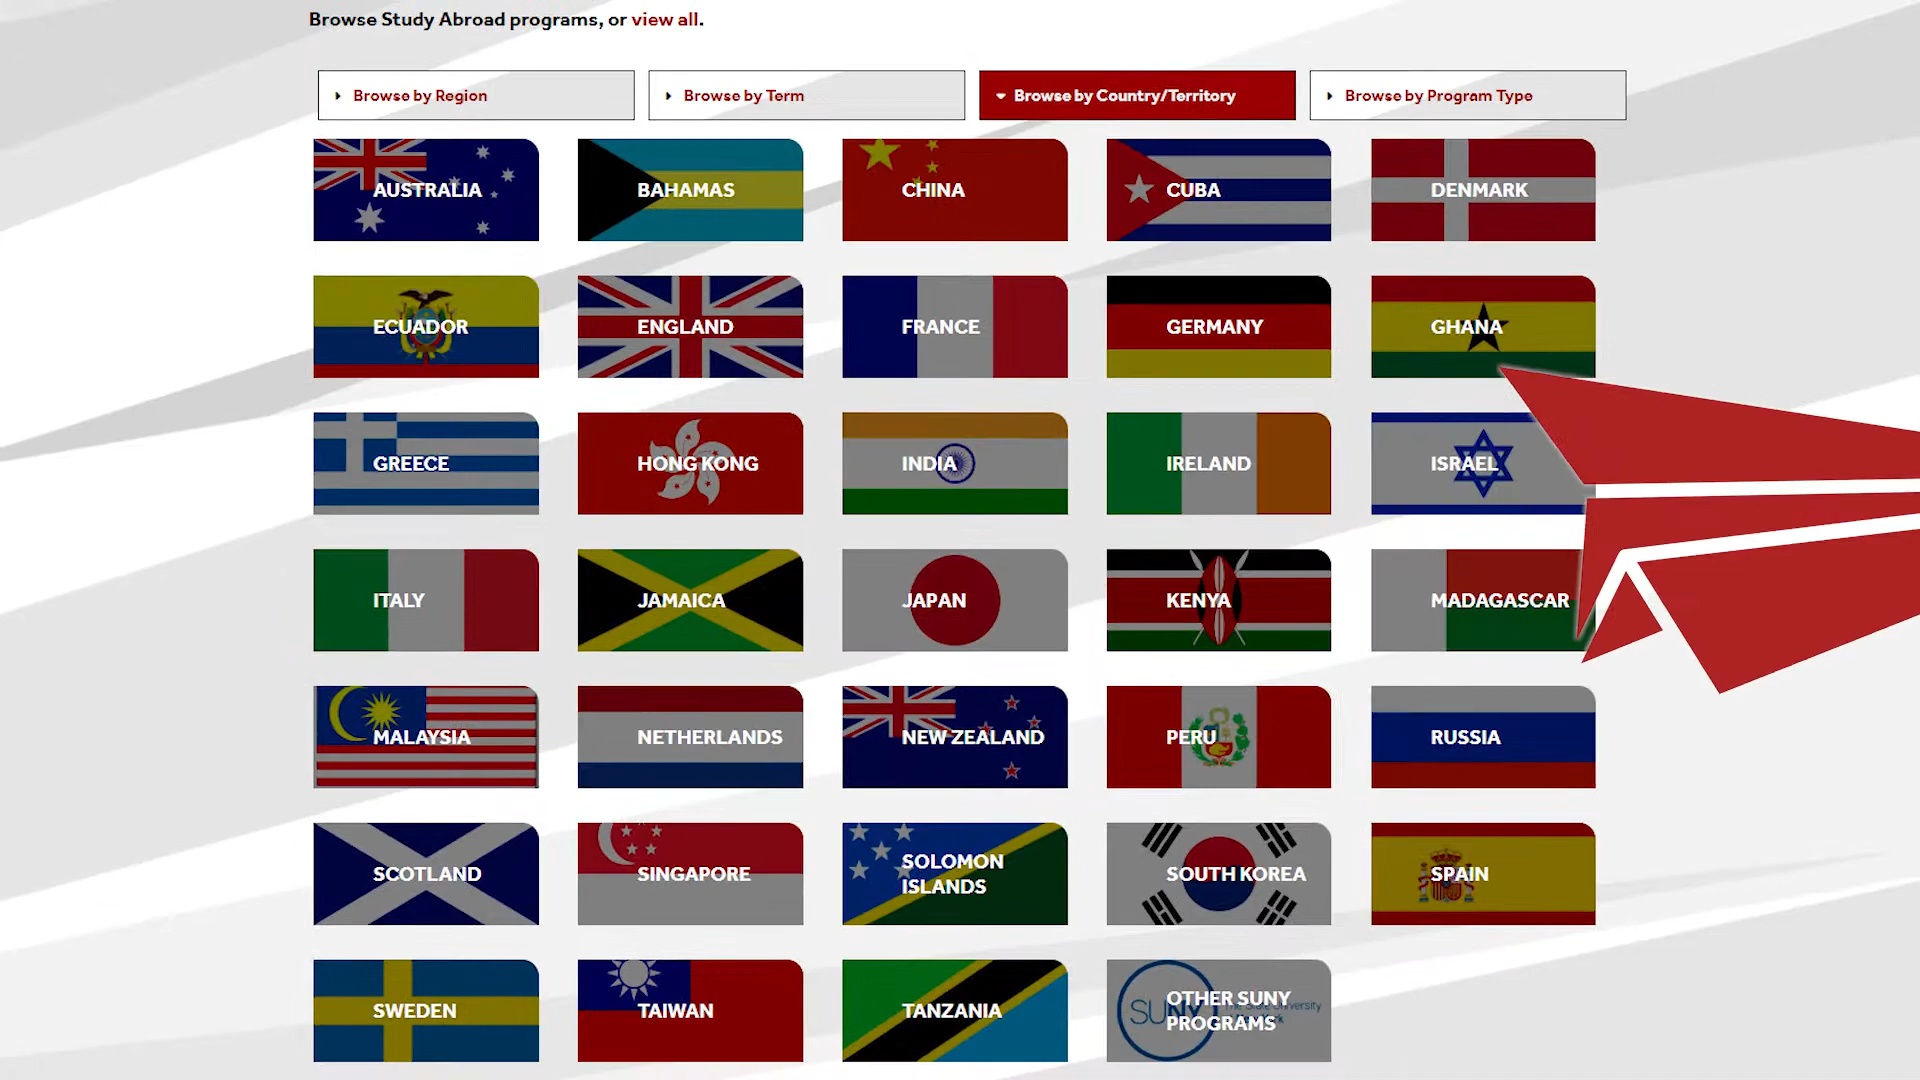 Browse Study Abroad programs, or view all.
Browse by Region
Browse by Term
Browse by Country/Territory
Browse by Program Type
AUSTRALIA
BAHAMAS
CHINA
CUBA
DENMARK
ECUADOR
ENGLAND
FRANCE
GERMANY
GHANA
GREECE
HONG KONG
INDIA
IRELAND
ISRAEL
ITALY
JAMAICA
JAPAN
KENYA
MADAGASCAR
MALAYSIA
NETHERLANDS
NEW ZEALAND
PERU
RUSSIA
SCOTLAND
SINGAPORE
SOLOMON
ISLANDS
SOUTH KOREA
SPAIN
SWEDEN
TAIWAN
TANZANIA
OTHER SUNY
PROGRAMS
SUNY
University